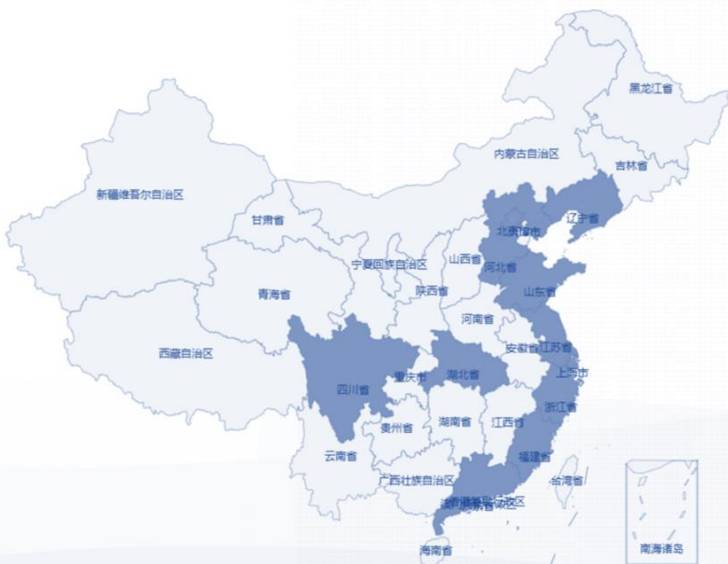 黑龙江省
内蒙古自治区
吉林省
新疆维吾尔自治区
甘肃省
辽宁省
北京市
天津市
宁夏回族自治区
山西省
河北省
青海省
陕西省
山东省
河南省
西藏自治区
安徽省
江苏省
上海市
重庆市
湖北省
四川省
浙江省
湖南省
江西省
贵州省
云南省
福建省
广西壮族自治区
台湾省
海南省
南海诸岛